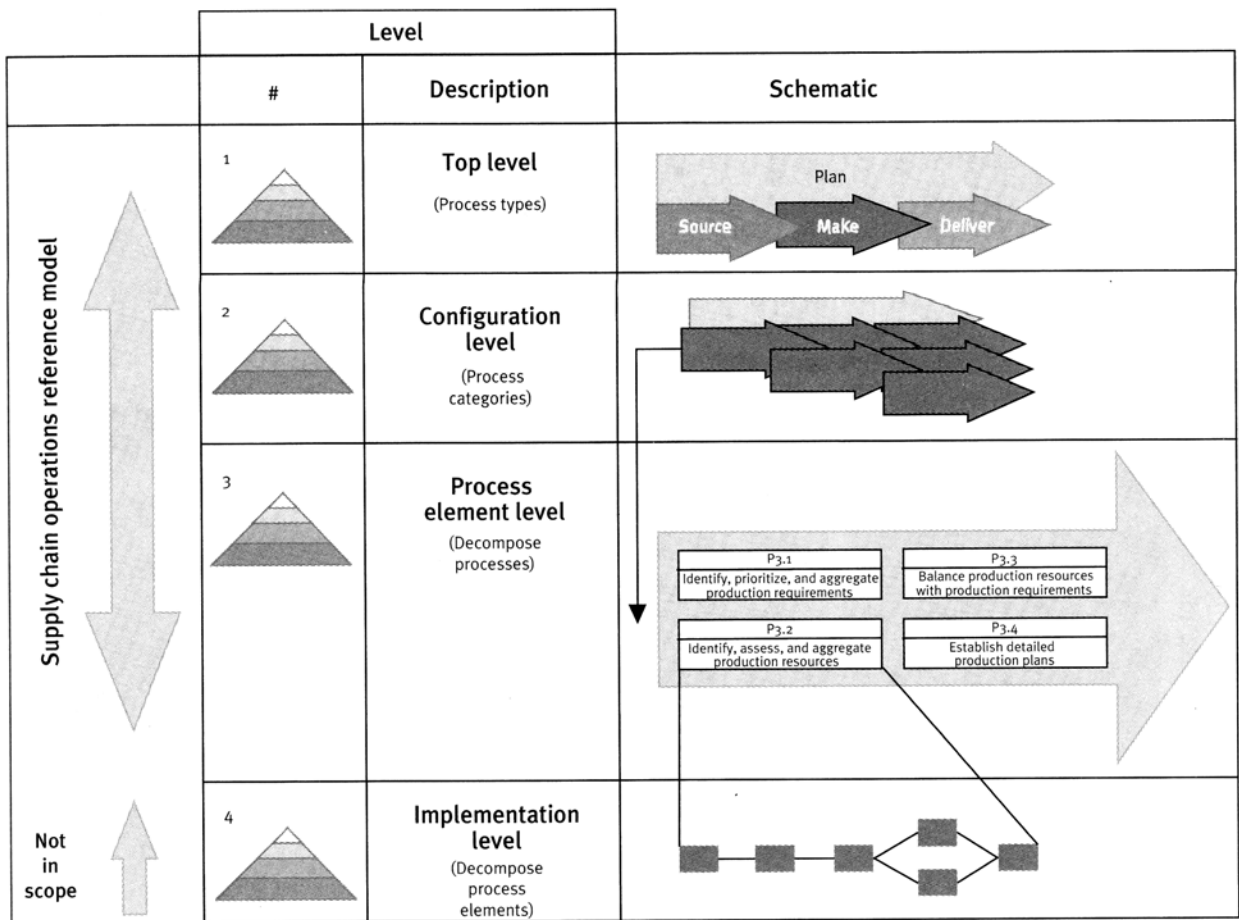 Level
#
Description
Schematic
Supply chain operations reference model
1
Top level
(Process types)
Plan
Source
Make
Deliver
2
Configuration
level
(Process
categories)
3
Process
element level
(Decompose
processes)
P3.1
Identify, prioritize, and aggregate
production requirements
P3.3
Balance production resources
with production requirements
P3.2
Identify, assess, and aggregate
production resources
P3.4
Establish detailed
production plans
Not
in
scope
4
Implementation
level
(Decompose
process
elements)